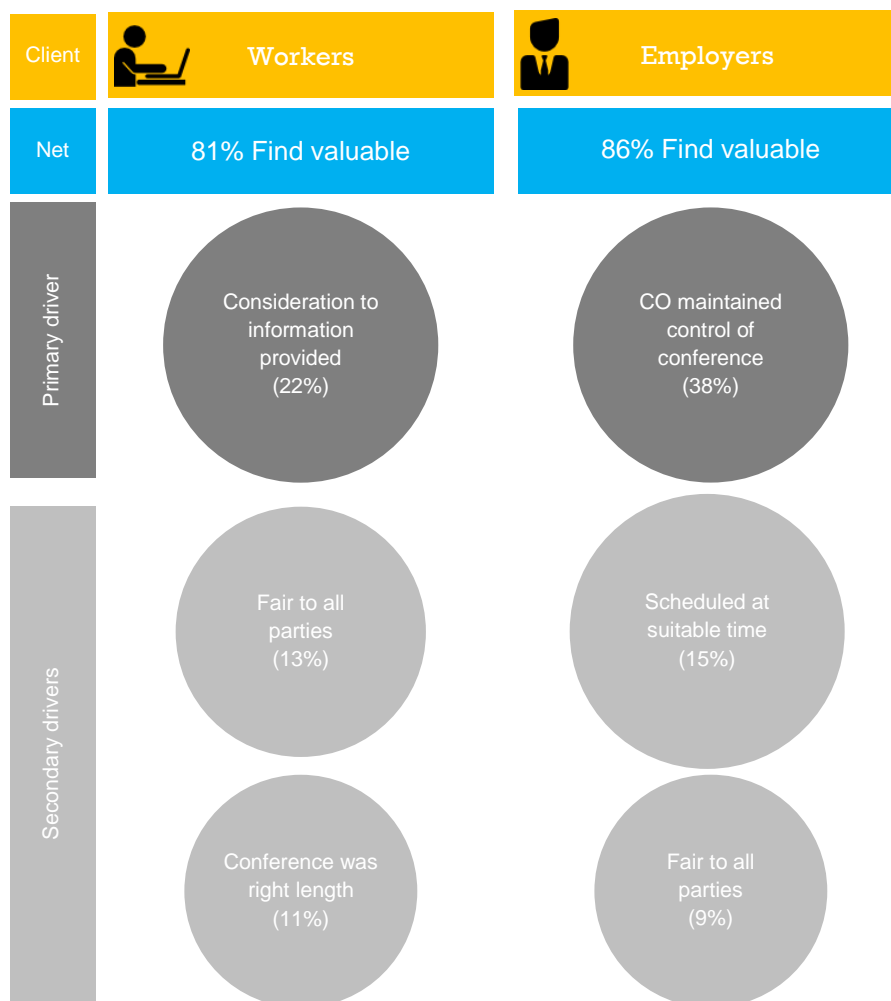 Client
Workers
Employers
Net
81% Find valuable
86% Find valuable
Primary driver
Consideration to
information
provided
(22%)
CO maintained
control of
conference
(38%)
Secondary drivers
Fair to all
parties
(13%)
Scheduled at
suitable time
(15%)
Conference was
right length
(11%)
Fair to all
parties
(9%)